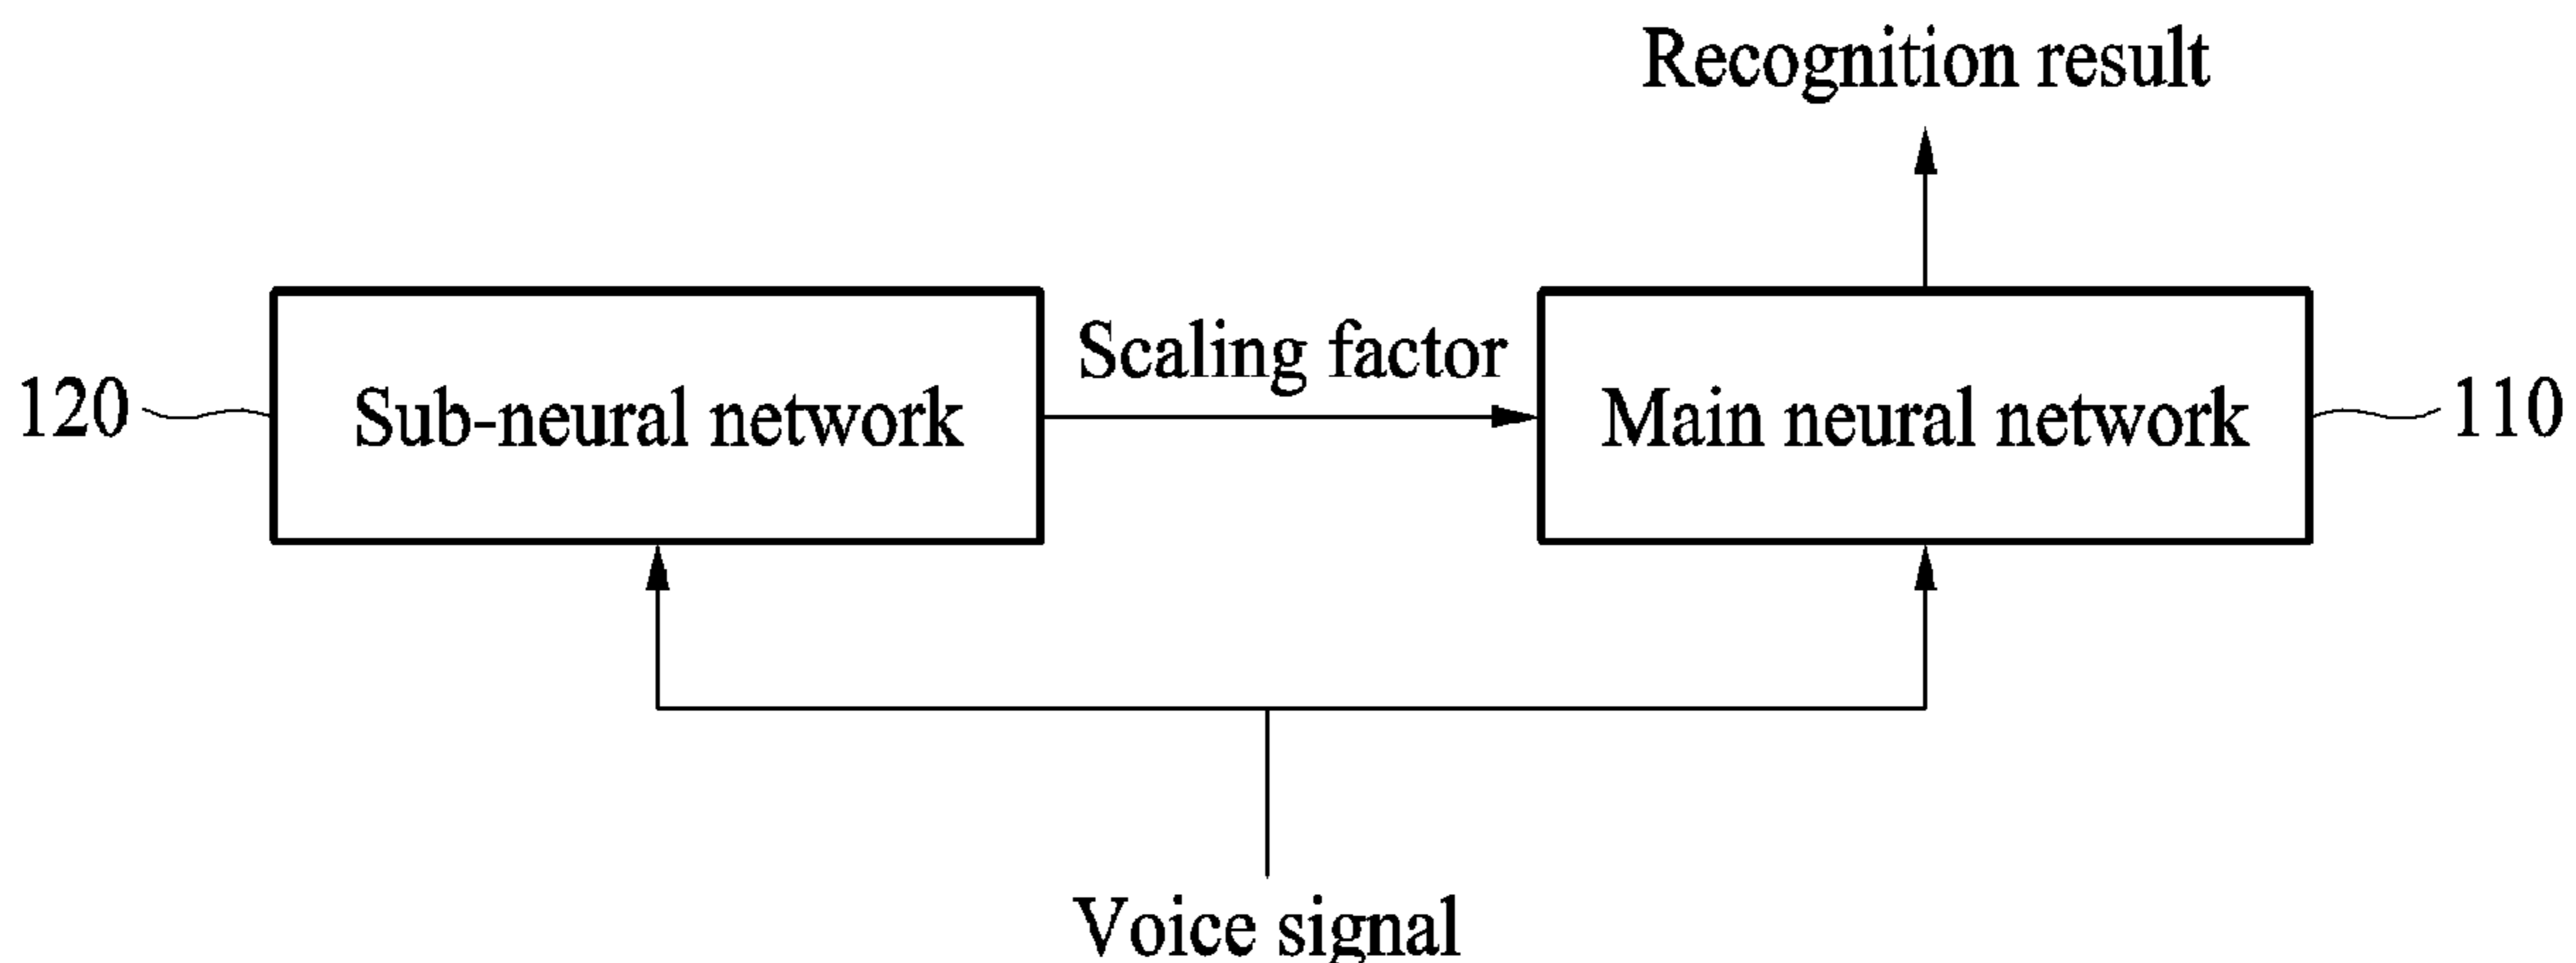 Recognition result
Scaling factor
120
Sub-neural network
Main neural network
110
Voice signal